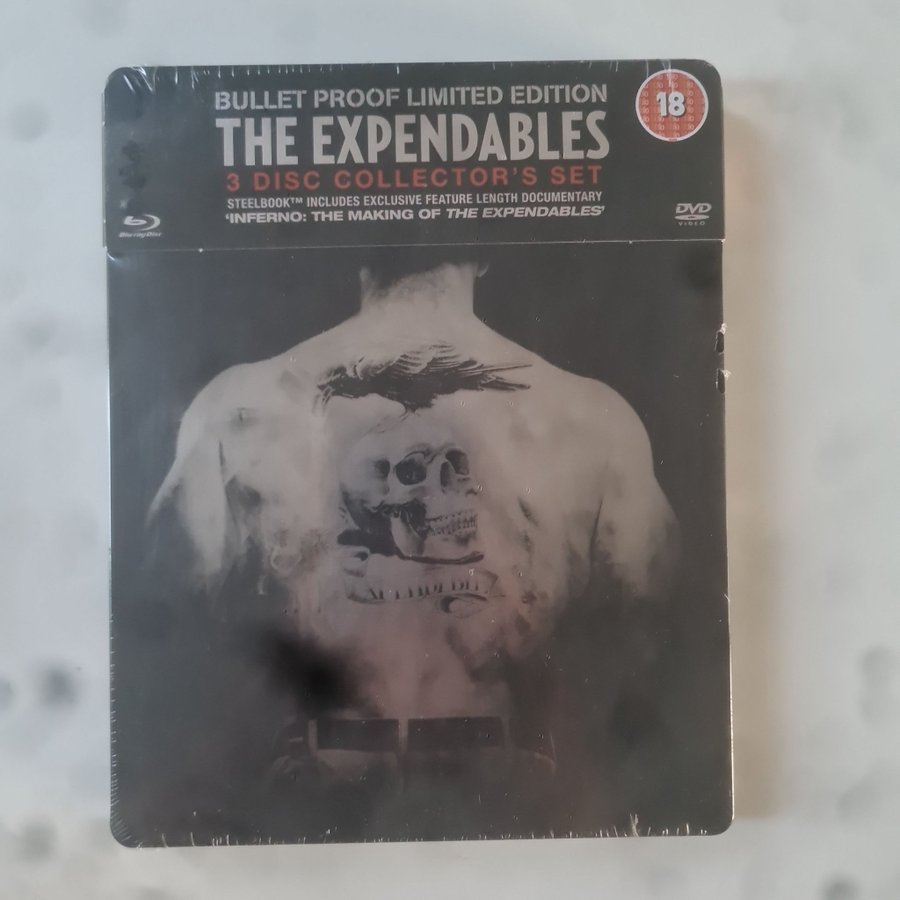 BULLET PROOF LIMITED EDITION
18
THE EXPENDABLES
3 DISC COLLECTOR'S SET
STEELBOOK™ INCLUDES EXCLUSIVE FEATURE LENGTH DOCUMENTARY
'INFERNO: THE MAKING OF THE EXPENDABLES'
Blu-ray Disc
DVD
VIDEO